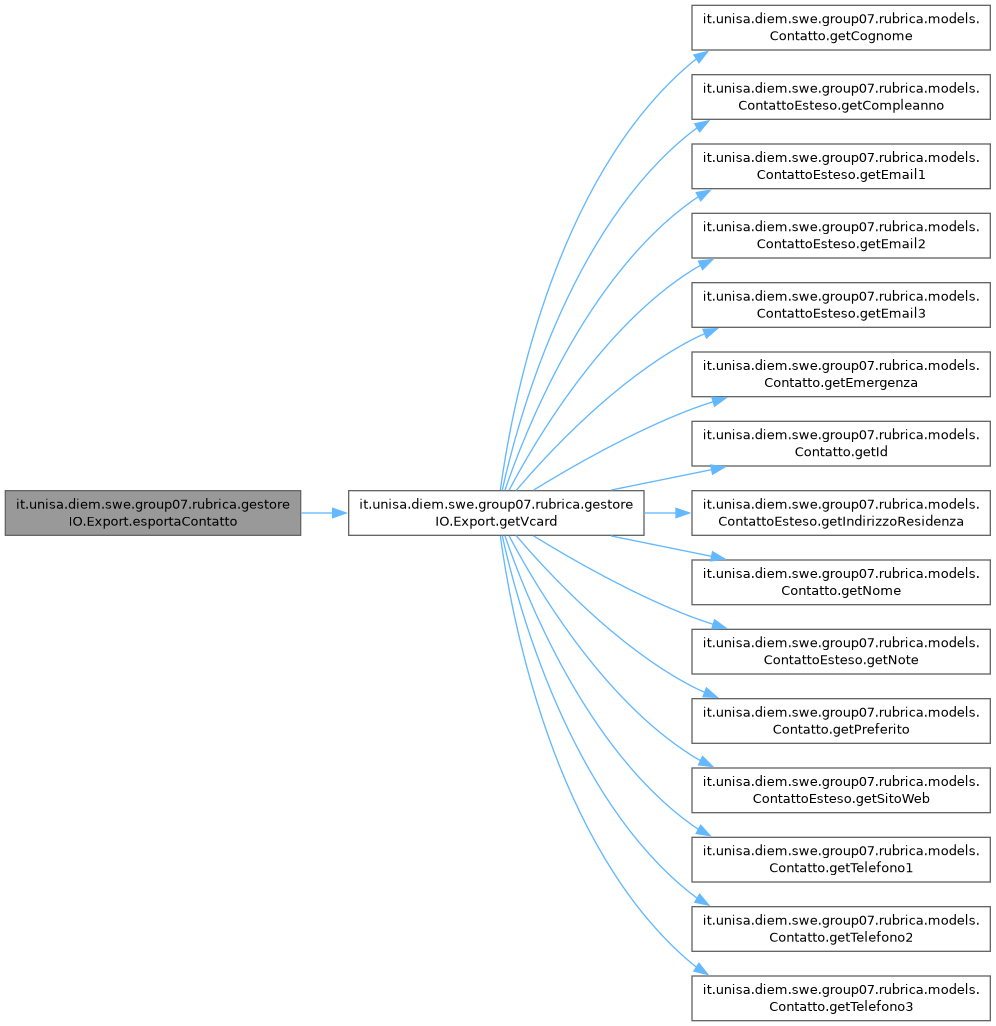 it.unisa.diem.swe.group07.rubrica.gestore
IO.Export.esportaContatto
it.unisa.diem.swe.group07.rubrica.gestore
IO.Export.getVcard
it.unisa.diem.swe.group07.rubrica.models.
Contatto.getCognome
it.unisa.diem.swe.group07.rubrica.models.
ContattoEsteso.getCompleanno
it.unisa.diem.swe.group07.rubrica.models.
ContattoEsteso.getEmail1
it.unisa.diem.swe.group07.rubrica.models.
ContattoEsteso.getEmail2
it.unisa.diem.swe.group07.rubrica.models.
ContattoEsteso.getEmail3
it.unisa.diem.swe.group07.rubrica.models.
Contatto.getEmergenza
it.unisa.diem.swe.group07.rubrica.models.
Contatto.getId
it.unisa.diem.swe.group07.rubrica.models.
ContattoEsteso.getIndirizzoResidenza
it.unisa.diem.swe.group07.rubrica.models.
Contatto.getNome
it.unisa.diem.swe.group07.rubrica.models.
ContattoEsteso.getNote
it.unisa.diem.swe.group07.rubrica.models.
Contatto.getPreferito
it.unisa.diem.swe.group07.rubrica.models.
ContattoEsteso.getSitoWeb
it.unisa.diem.swe.group07.rubrica.models.
Contatto.getTelefono1
it.unisa.diem.swe.group07.rubrica.models.
Contatto.getTelefono2
it.unisa.diem.swe.group07.rubrica.models.
Contatto.getTelefono3